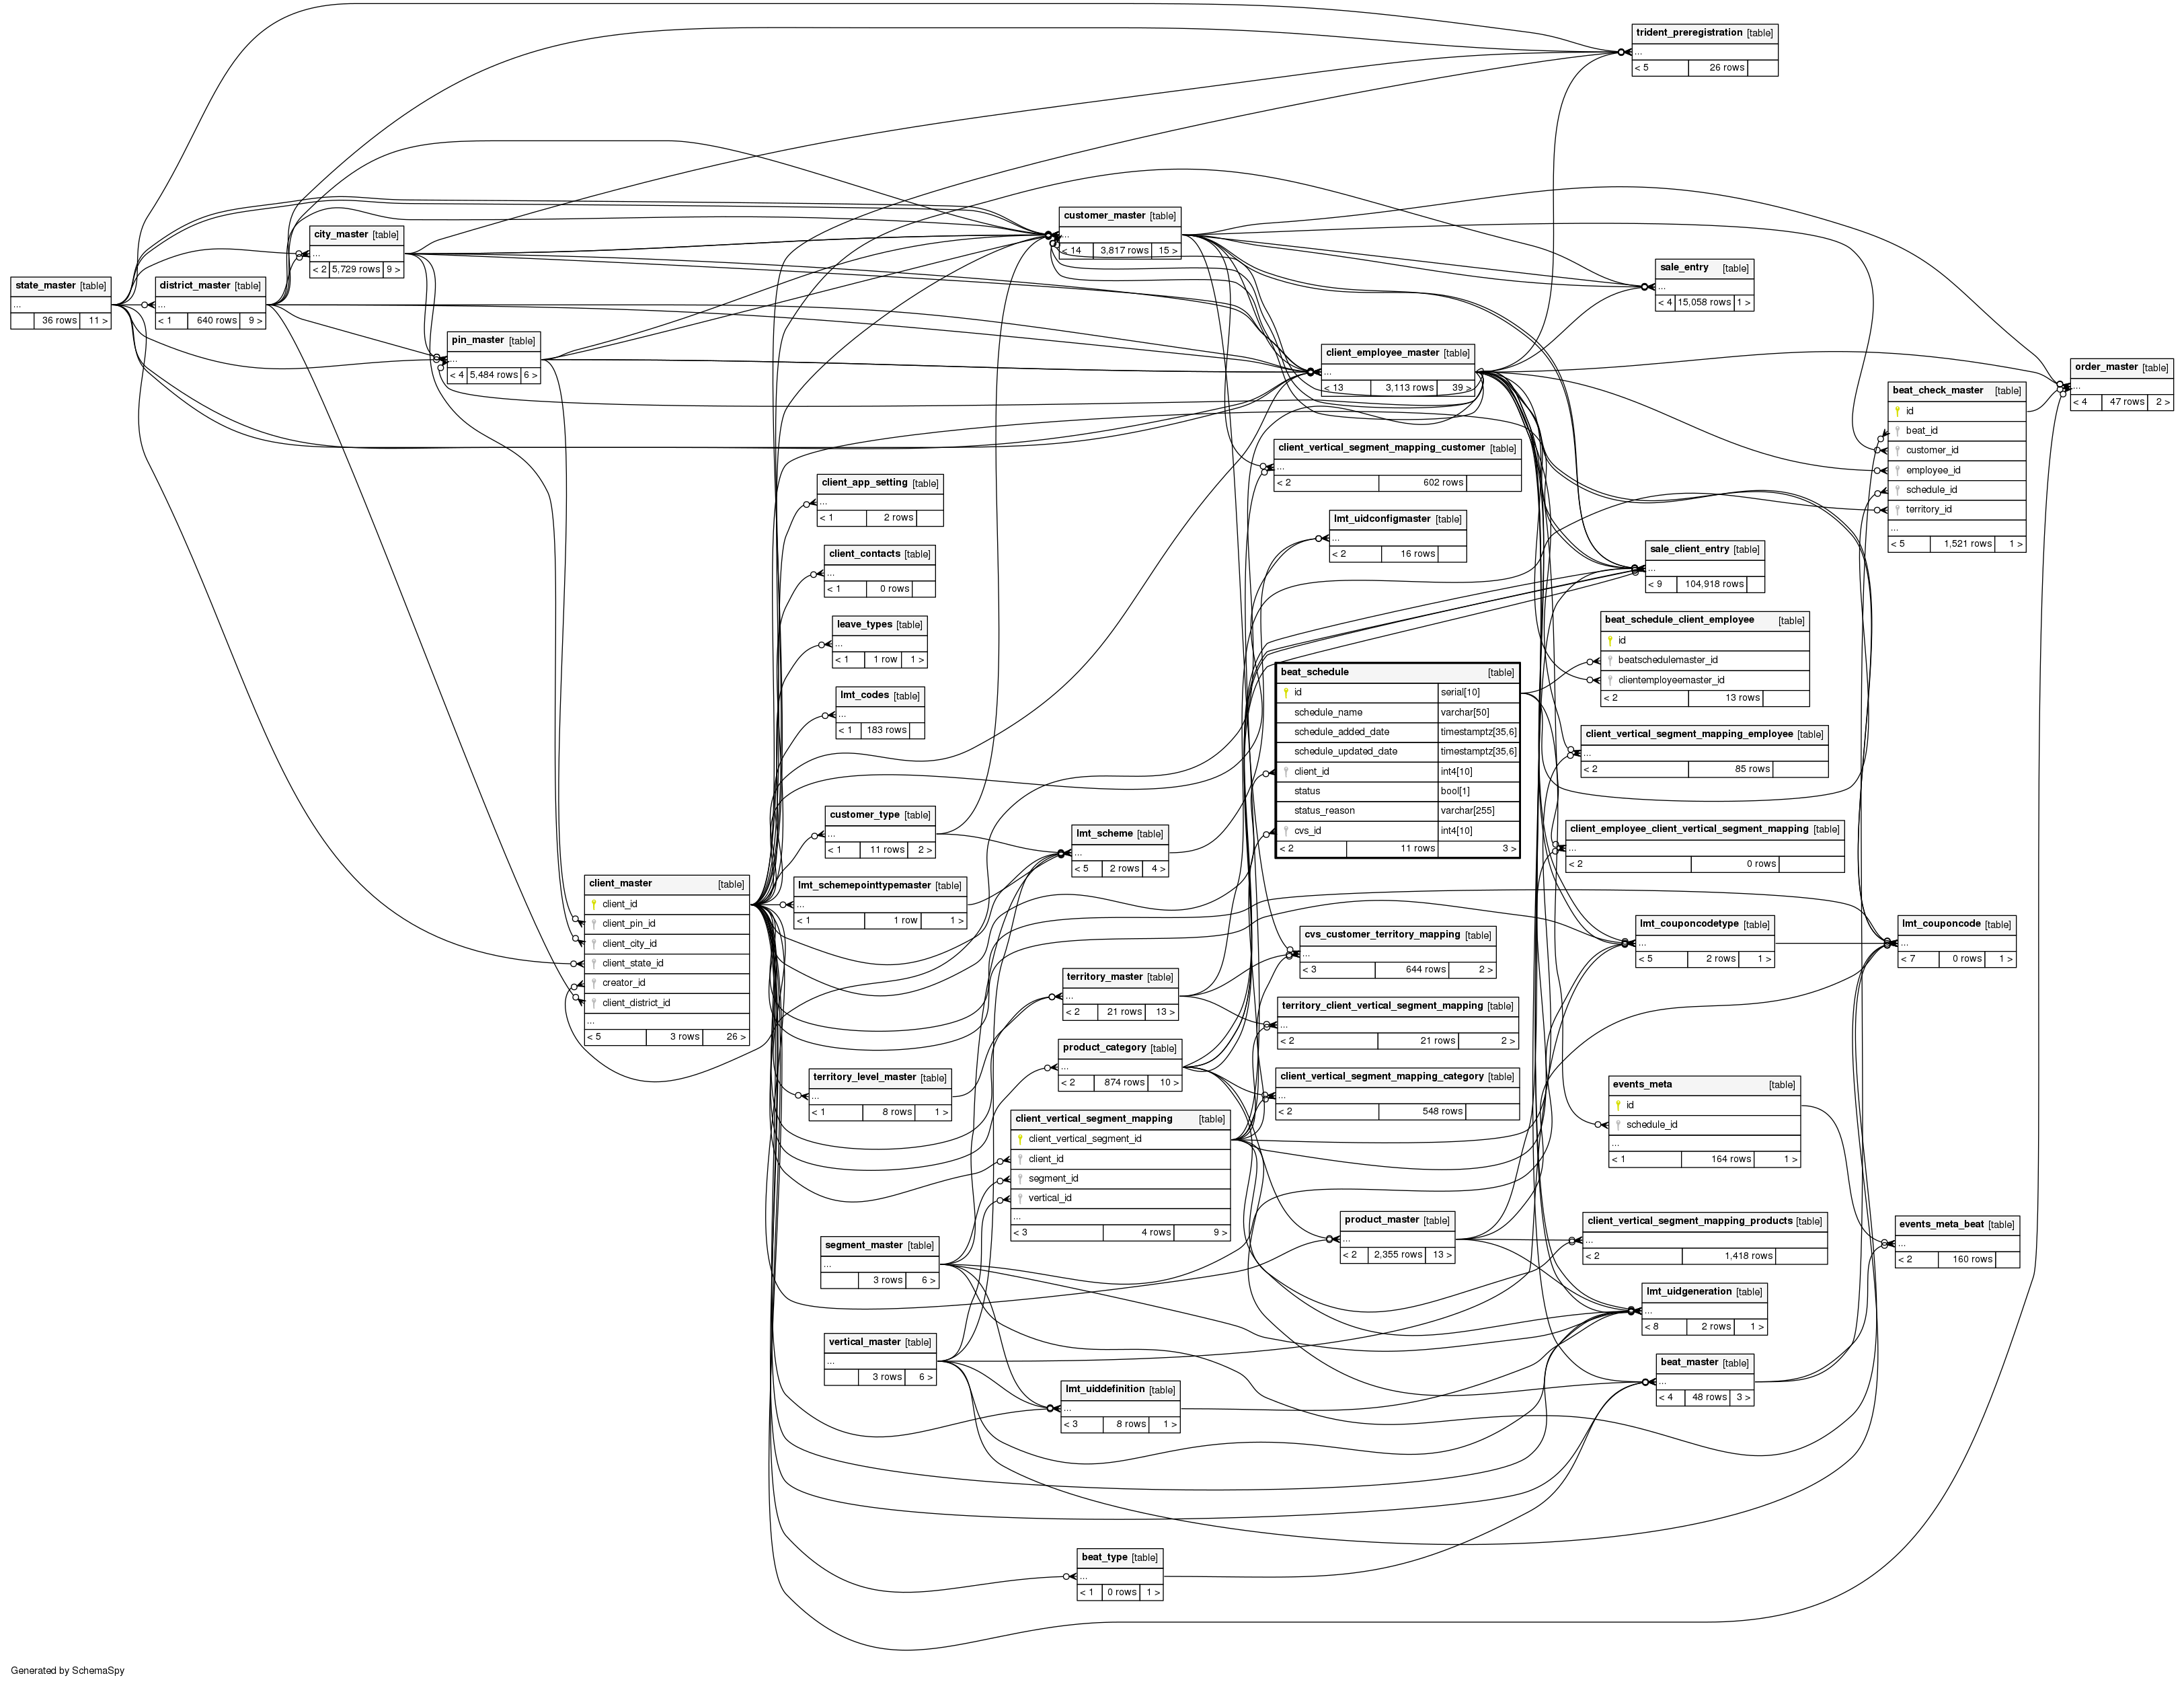 trident_preregistration [table]
...
< 5 26 rows
customer_master [table]
...
< 14 3,817 rows 15 >
city_master [table]
...
< 2 5,729 rows 9 >
sale_entry [table]
...
< 4 15,058 rows 1 >
state_master [table]
...
36 rows 11 >
district_master [table]
...
< 1 640 rows 9 >
pin_master [table]
...
< 4 5,484 rows 6 >
client_employee_master [table]
...
< 13 3,113 rows 39 >
order_master [table]
...
< 4 47 rows 2 >
beat_check_master [table]
id
beat_id
customer_id
employee_id
schedule_id
territory_id
...
< 5 1,521 rows 1 >
client_vertical_segment_mapping_customer [table]
...
< 2 602 rows
client_app_setting [table]
...
< 1 2 rows
lmt_uidconfigmaster [table]
...
< 2 16 rows
client_contacts [table]
...
< 1 0 rows
sale_client_entry [table]
...
< 9 104,918 rows
leave_types [table]
...
< 1 1 row 1 >
beat_schedule_client_employee [table]
id
beatschedulemaster_id
clientemployeemaster_id
< 2 13 rows
beat_schedule [table]
id serial[10]
schedule_name varchar[50]
schedule_added_date timestamptz[35,6]
schedule_updated_date timestamptz[35,6]
client_id int4[10]
status bool[1]
status_reason varchar[255]
cvs_id int4[10]
< 2 11 rows 3 >
lmt_codes [table]
...
< 1 183 rows
client_vertical_segment_mapping_employee [table]
...
< 2 85 rows
customer_type [table]
...
< 1 11 rows 2 >
lmt_scheme [table]
...
< 5 2 rows 4 >
client_employee_client_vertical_segment_mapping [table]
...
< 2 0 rows
client_master [table]
client_id
client_pin_id
client_city_id
client_state_id
creator_id
client_district_id
...
< 5 3 rows 26 >
lmt_schemepointtypemaster [table]
...
< 1 1 row 1 >
lmt_couponcodetype [table]
...
< 5 2 rows 1 >
lmt_couponcode [table]
...
< 7 0 rows 1 >
cvs_customer_territory_mapping [table]
...
< 3 644 rows 2 >
territory_master [table]
...
< 2 21 rows 13 >
territory_client_vertical_segment_mapping [table]
...
< 2 21 rows 2 >
product_category [table]
...
< 2 874 rows 10 >
territory_level_master [table]
...
< 1 8 rows 1 >
client_vertical_segment_mapping_category [table]
...
< 2 548 rows
events_meta [table]
id
schedule_id
...
< 1 164 rows 1 >
client_vertical_segment_mapping [table]
client_vertical_segment_id
client_id
segment_id
vertical_id
...
< 3 4 rows 9 >
product_master [table]
...
< 2 2,355 rows 13 >
client_vertical_segment_mapping_products [table]
...
< 2 1,418 rows
events_meta_beat [table]
...
< 2 160 rows
segment_master [table]
...
3 rows 6 >
lmt_uidgeneration [table]
...
< 8 2 rows 1 >
vertical_master [table]
...
3 rows 6 >
beat_master [table]
...
< 4 48 rows 3 >
lmt_uiddefinition [table]
...
< 3 8 rows 1 >
beat_type [table]
...
< 1 0 rows 1 >
Generated by SchemaSpy